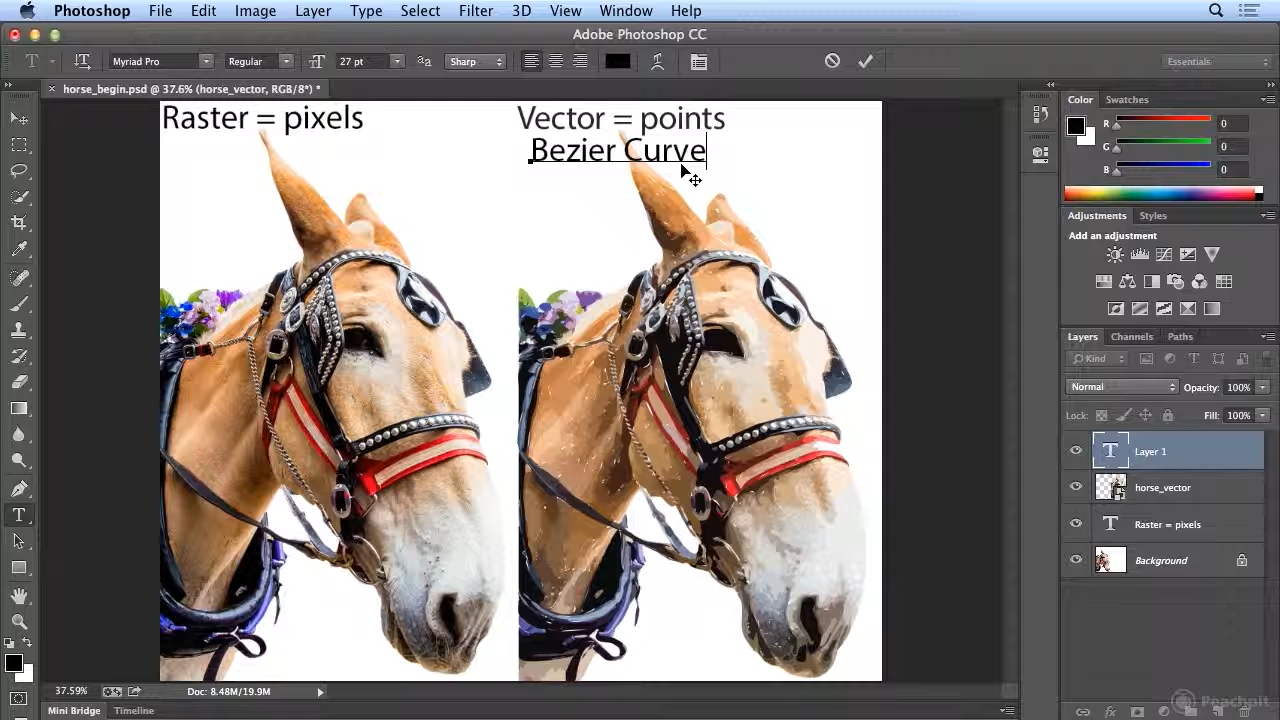 Photoshop File Edit Image Layer Type Select Filter 3D View Window Help
Adobe Photoshop CC
T Myriad Pro Regular 27 pt aa Sharp Essentials
× horse_begin.psd @ 37.6% (horse_vector, RGB/8*) *
Raster = pixels
Vector = points
Bezier Curve
Color Swatches
R 0
G 0
B 0
Adjustments Styles
Add an adjustment
Layers Channels Paths
Kind
Normal Opacity: 100%
Lock: Fill: 100%
T Layer 1
horse_vector
T Raster = pixels
Background
37.59% Doc: 8.48M/19.9M
Mini Bridge Timeline
fx
Peachpit